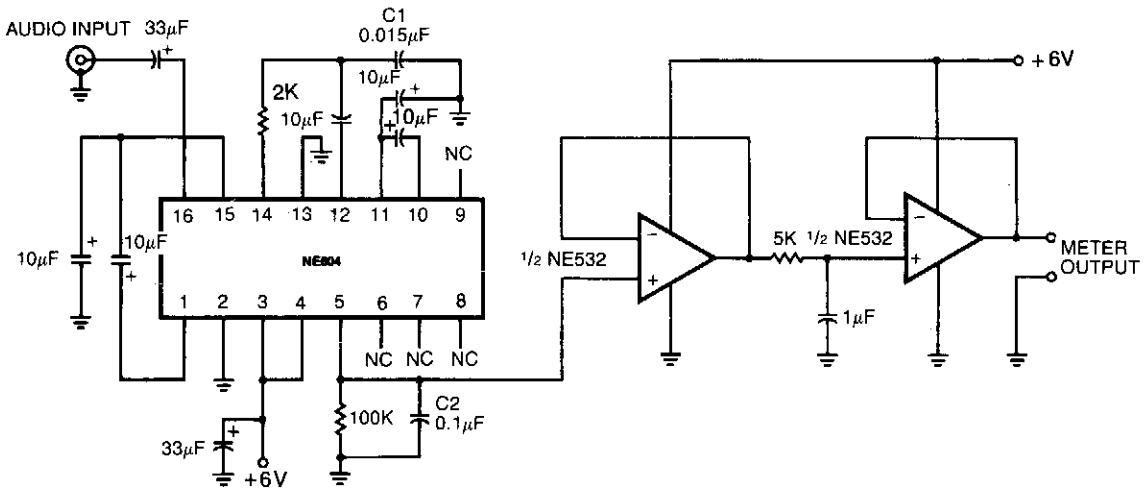 AUDIO INPUT
33µF
+
C1
0.015µF
10µF
+
2K
10µF
10µF
+
NC
+6V
16 15 14 13 12 11 10 9
10µF
+
10µF
+
NE604
1 2 3 4 5 6 7 8
NC NC NC
33µF
+
+6V
100K
C2
0.1µF
1/2 NE532
−
+
5K
1/2 NE532
−
+
1µF
METER
OUTPUT